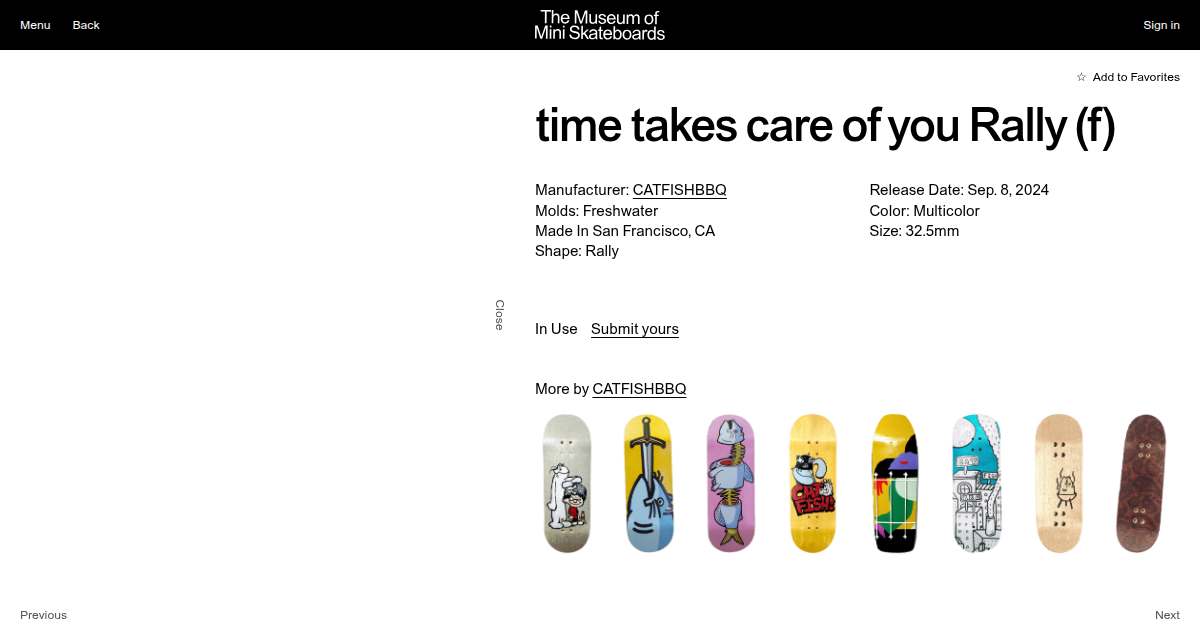 Menu
Back
The Museum of
Mini Skateboards
Sign in
☆ Add to Favorites
time takes care of you Rally (f)
Manufacturer: CATFISHBBQ
Molds: Freshwater
Made In San Francisco, CA
Shape: Rally
Release Date: Sep. 8, 2024
Color: Multicolor
Size: 32.5mm
Close
In Use
Submit yours
More by CATFISHBBQ
CAT
FISH!
Previous
Next